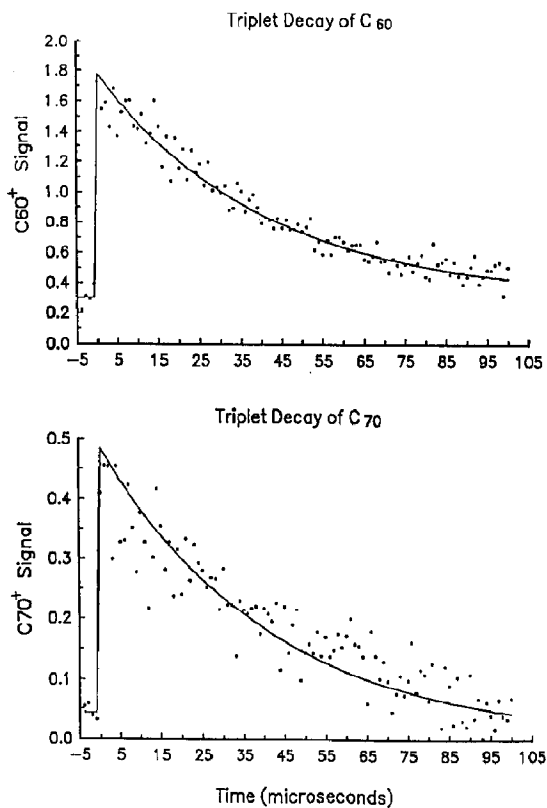 Triplet Decay of C 60
2.0
1.8
1.6
1.4
1.2
1.0
0.8
0.6
0.4
0.2
0.0
C60+ Signal
-5 5 15 25 35 45 55 65 75 85 95 105
Triplet Decay of C 70
0.5
0.4
0.3
0.2
0.1
0.0
C70+ Signal
-5 5 15 25 35 45 55 65 75 85 95 105
Time (microseconds)